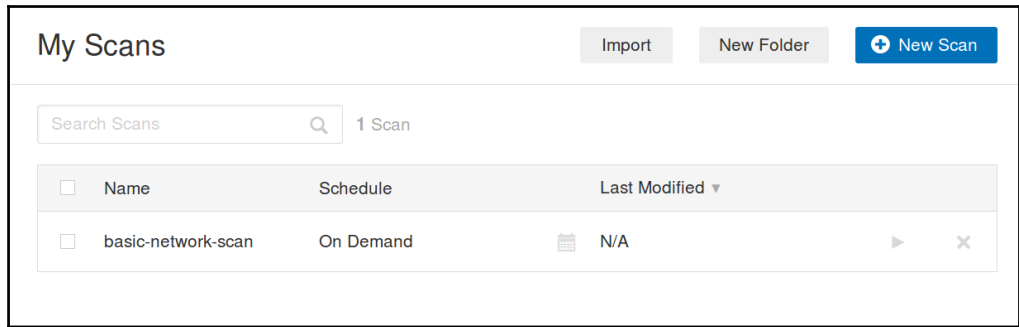 My Scans
Import
New Folder
New Scan
Search Scans
1 Scan
Name
Schedule
Last Modified
basic-network-scan
On Demand
N/A